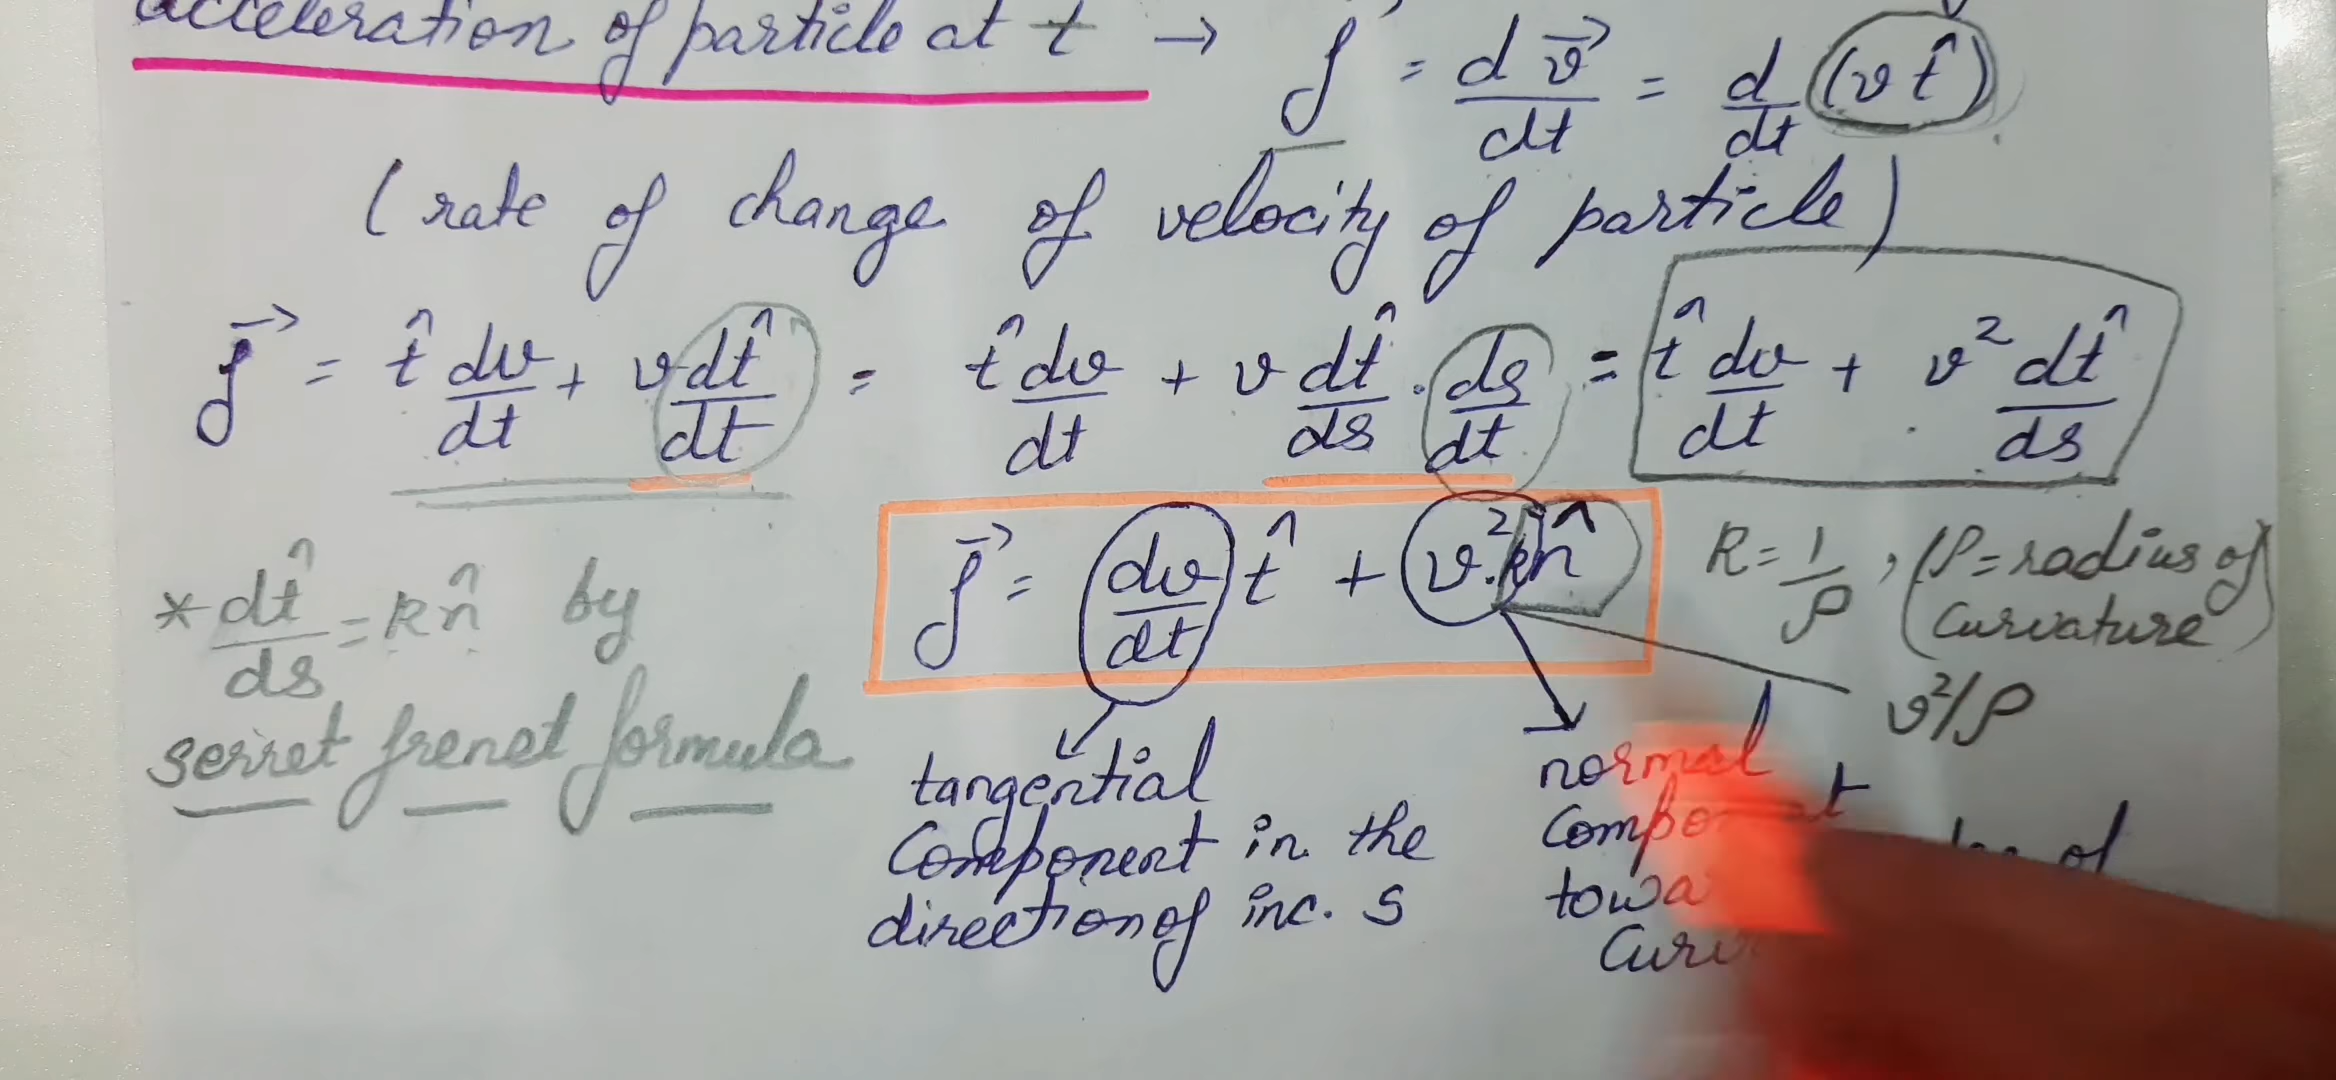 acceleration of particle at t → f⃗ = dv⃗/dt = d/dt (v t̂)
(rate of change of velocity of particle)
f⃗ = t̂ dv/dt + v dt̂/dt = t̂ dv/dt + v dt̂/ds . ds/dt = t̂ dv/dt + v² dt̂/ds
f⃗ = (dv/dt) t̂ + v².k n̂
k = 1/ρ , (ρ = radius of
curvature)
* dt̂/ds = k n̂ by
serret frenet formula
v²/ρ
tangential
component in the
direction of inc. s
normal
component
of